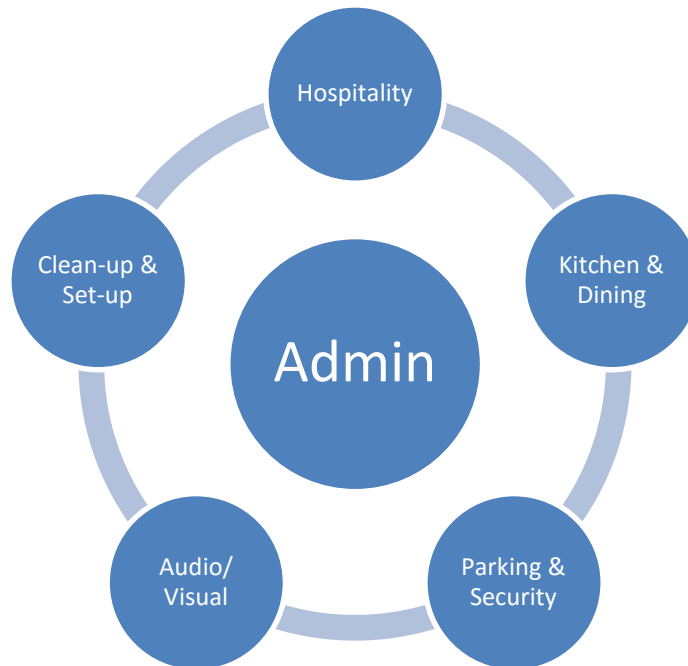 Hospitality
Kitchen &
Dining
Parking &
Security
Audio/
Visual
Clean-up &
Set-up
Admin